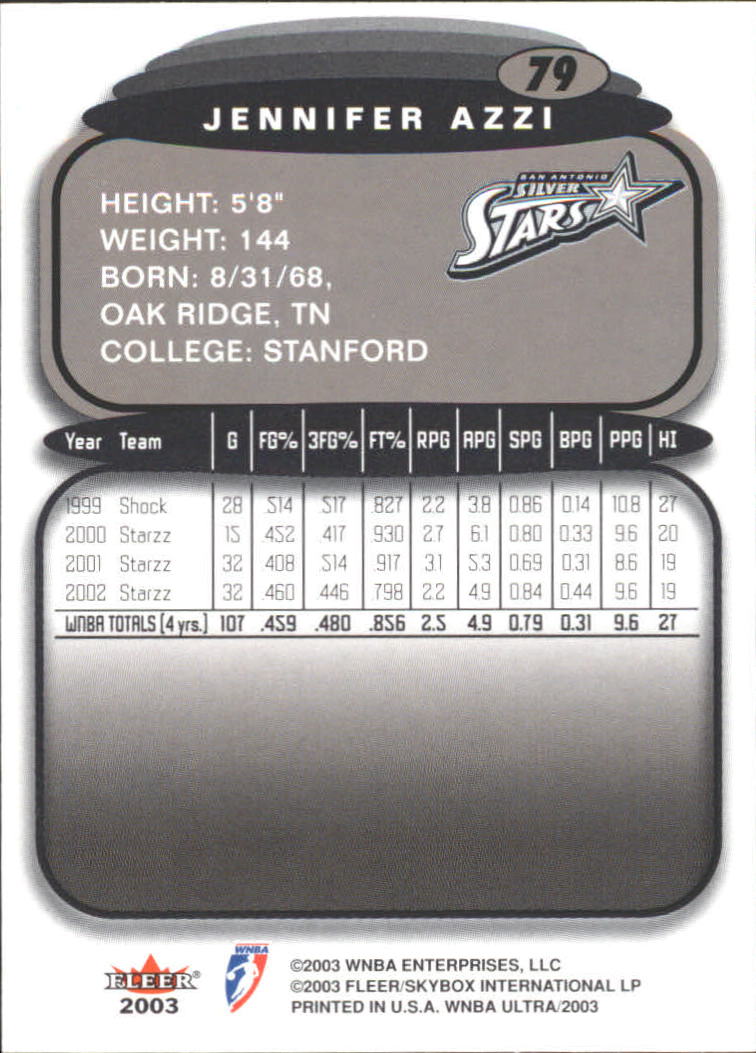 79
JENNIFER AZZI
SAN ANTONIO
SILVER
STARS
HEIGHT: 5'8"
WEIGHT: 144
BORN: 8/31/68,
OAK RIDGE, TN
COLLEGE: STANFORD
Year Team G FG% 3FG% FT% RPG APG SPG BPG PPG HI
1999 Shock 28 .514 .517 .827 2.2 3.8 0.86 0.14 10.8 27
2000 Starzz 15 .452 .417 .930 2.7 6.1 0.80 0.33 9.6 20
2001 Starzz 32 .408 .514 .917 3.1 5.3 0.69 0.31 8.6 19
2002 Starzz 32 .460 .446 .798 2.2 4.9 0.84 0.44 9.6 19
WNBA TOTALS (4 yrs.) 107 .459 .480 .856 2.5 4.9 0.79 0.31 9.6 27
FLEER®
2003
WNBA
©2003 WNBA ENTERPRISES, LLC
©2003 FLEER/SKYBOX INTERNATIONAL LP
PRINTED IN U.S.A. WNBA ULTRA/2003